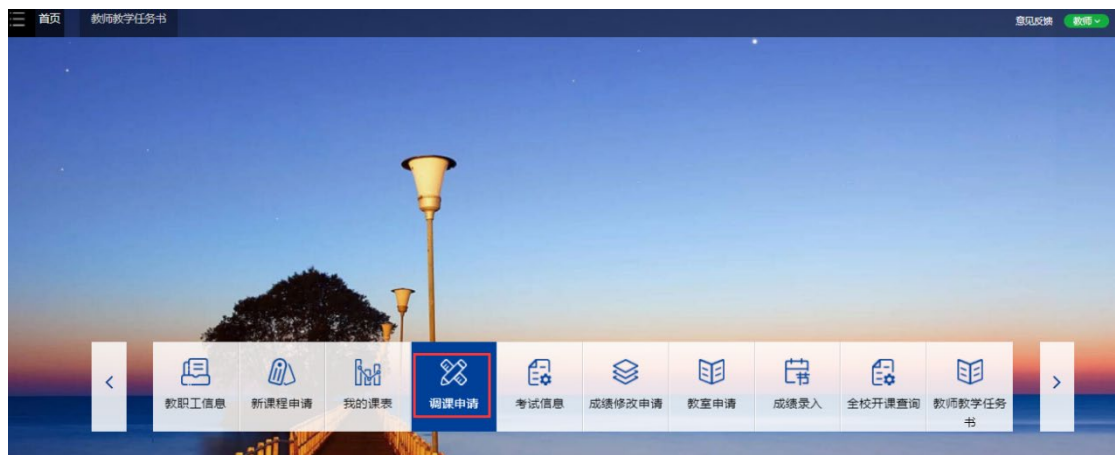 首页 教师教学任务书 意见反馈 教师
教职工信息 新课程申请 我的课表 调课申请 考试信息 成绩修改申请 教室申请 成绩录入 全校开课查询 教师教学任务
书